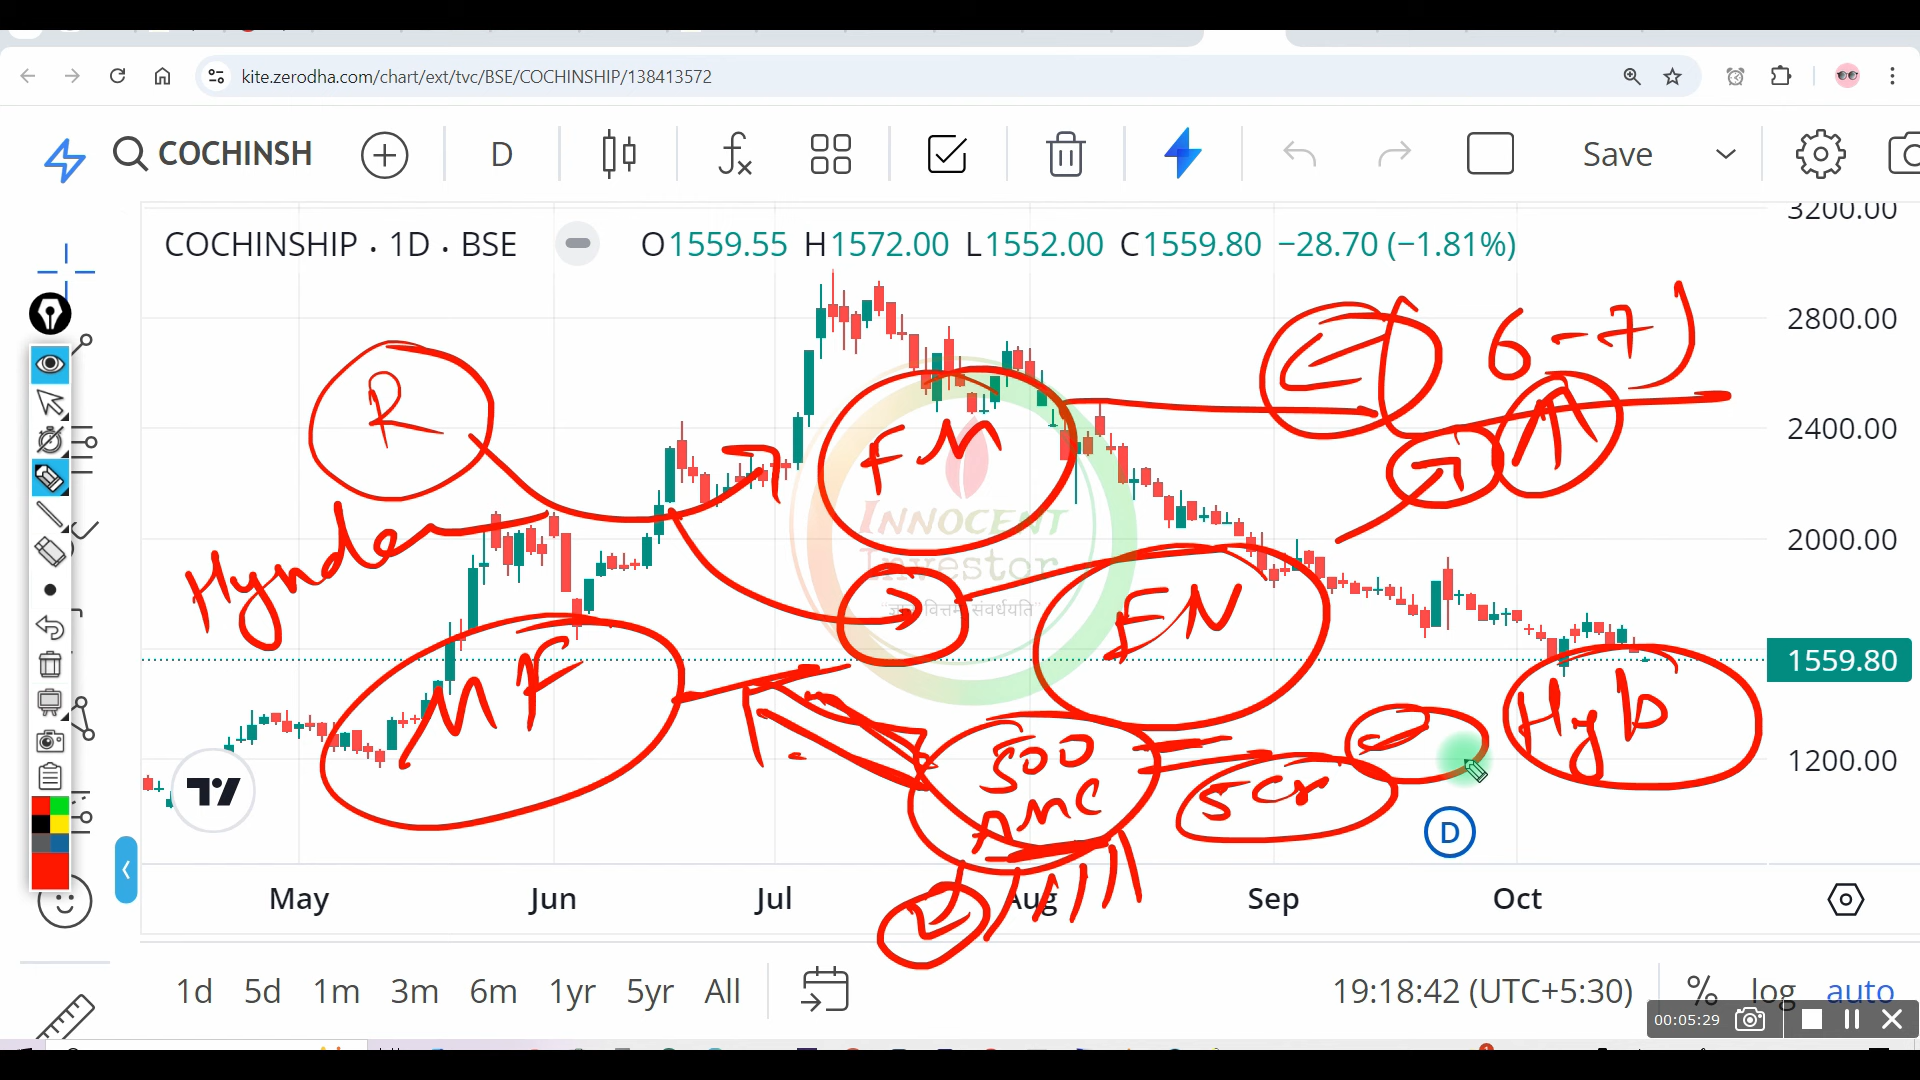 kite.zerodha.com/chart/ext/tvc/BSE/COCHINSHIP/138413572
COCHINSH
D
Save
COCHINSHIP · 1D · BSE
O1559.55 H1572.00 L1552.00 C1559.80 −28.70 (−1.81%)
3200.00
2800.00
2400.00
2000.00
1559.80
1200.00
R
6-7
FM
Hynde
INNOCENT
Investor
MF
Hyb
500
AMC
5 Cr
D
May
Jun
Jul
Aug
Sep
Oct
1d 5d 1m 3m 6m 1yr 5yr All
19:18:42 (UTC+5:30)
% log auto
00:05:29